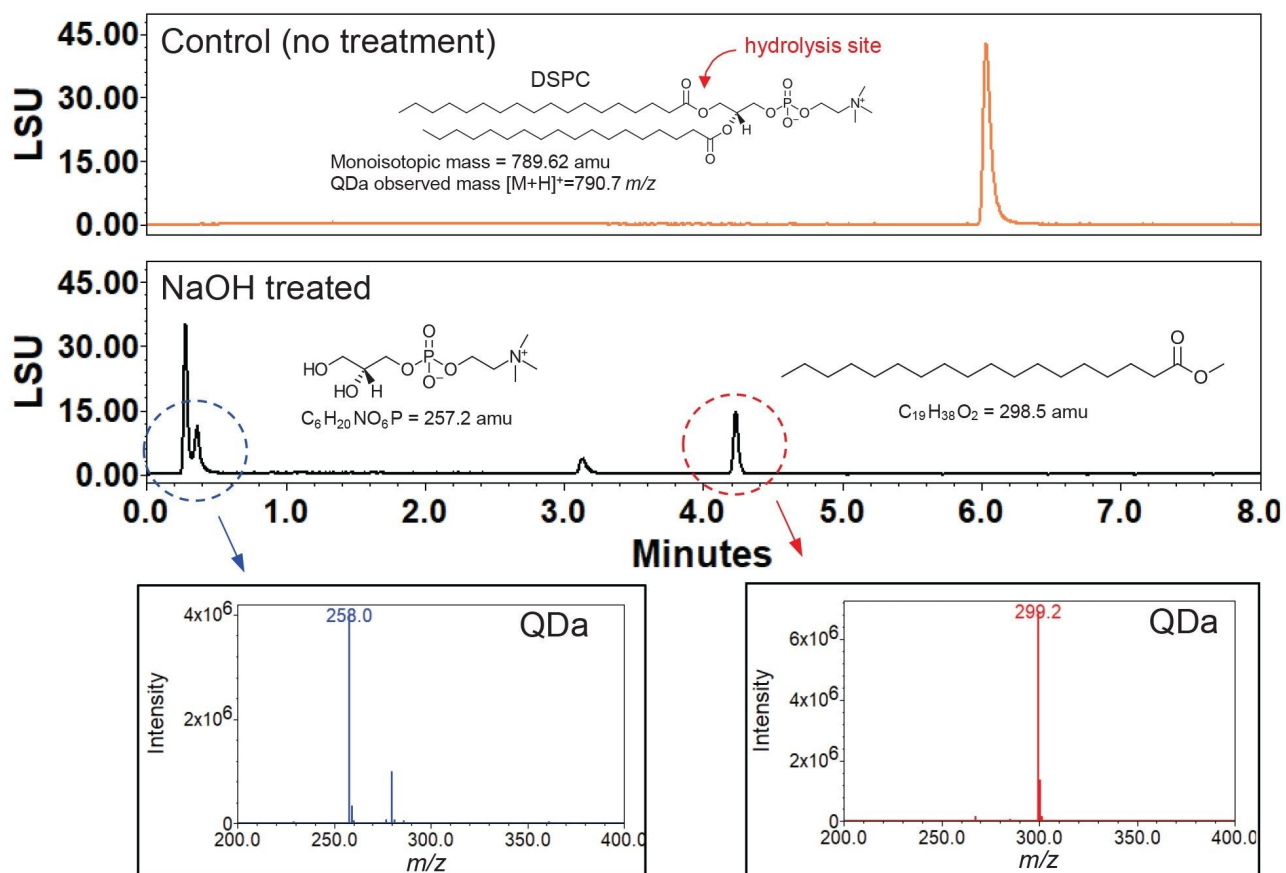 45.00
30.00
15.00
0.00
LSU
Control (no treatment)
hydrolysis site
DSPC
O
O
O
P
O
O⁻
O
N⁺
O
H
O
Monoisotopic mass = 789.62 amu
QDa observed mass [M+H]⁺=790.7 m/z
45.00
30.00
15.00
0.00
LSU
NaOH treated
O
HO
O
P
O
O⁻
N⁺
HO
H
C₆H₂₀NO₆P = 257.2 amu
O
O
C₁₉H₃₈O₂ = 298.5 amu
0.0 1.0 2.0 3.0 4.0 5.0 6.0 7.0 8.0
Minutes
4x10⁶
2x10⁶
0
Intensity
258.0
QDa
200.0 250.0 300.0 350.0 400.0
m/z
6x10⁶
4x10⁶
2x10⁶
0
Intensity
299.2
QDa
200.0 250.0 300.0 350.0 400.0
m/z